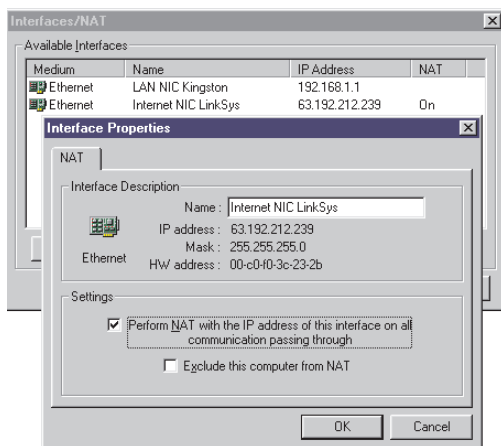 Interfaces/NAT
Available Interfaces
Medium Name IP Address NAT
Ethernet LAN NIC Kingston 192.168.1.1
Ethernet Internet NIC LinkSys 63.192.212.239 On
Interface Properties
NAT
Interface Description
Name : Internet NIC LinkSys
IP address : 63.192.212.239
Mask : 255.255.255.0
Ethernet HW address : 00-c0-f0-3c-23-2b
Settings
Perform NAT with the IP address of this interface on all
communication passing through
Exclude this computer from NAT
OK Cancel